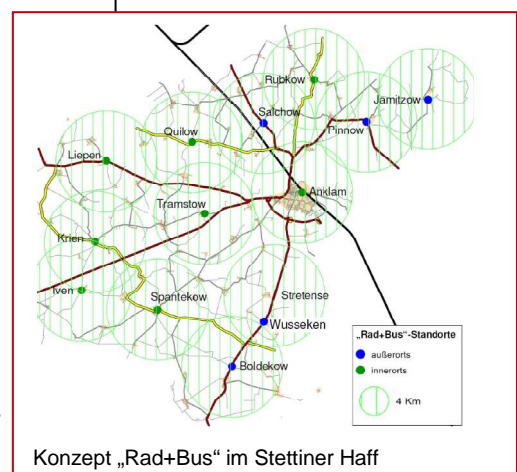 Rubkow
Jamitzow
Salchow
Pinnow
Quilow
Liepen
Anklam
Tramstow
Krien
Iven
Spantekow
Stretense
Wusseken
Boldekow
„Rad+Bus“-Standorte
außerorts
innerorts
4 Km
Konzept „Rad+Bus“ im Stettiner Haff